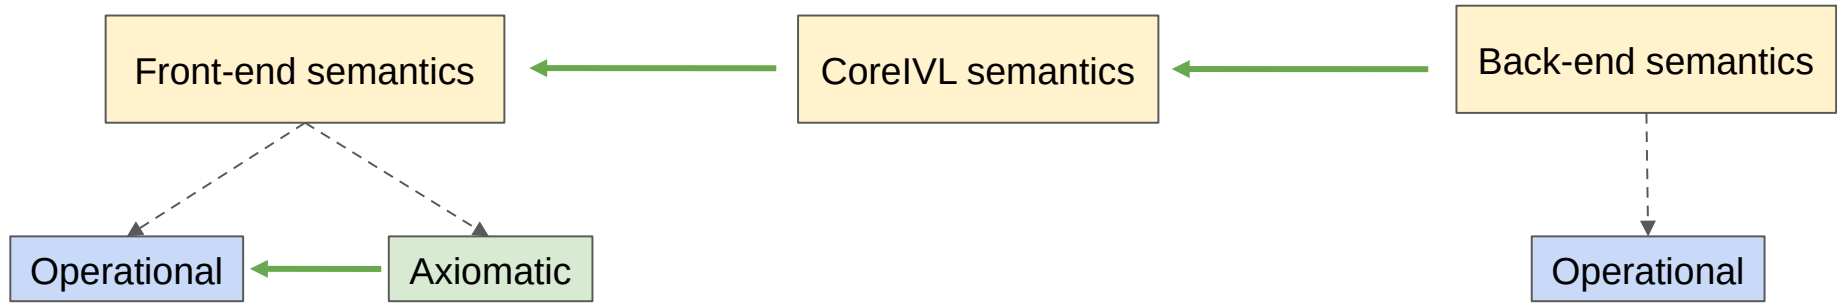 Front-end semantics
CoreIVL semantics
Back-end semantics
Operational
Axiomatic
Operational